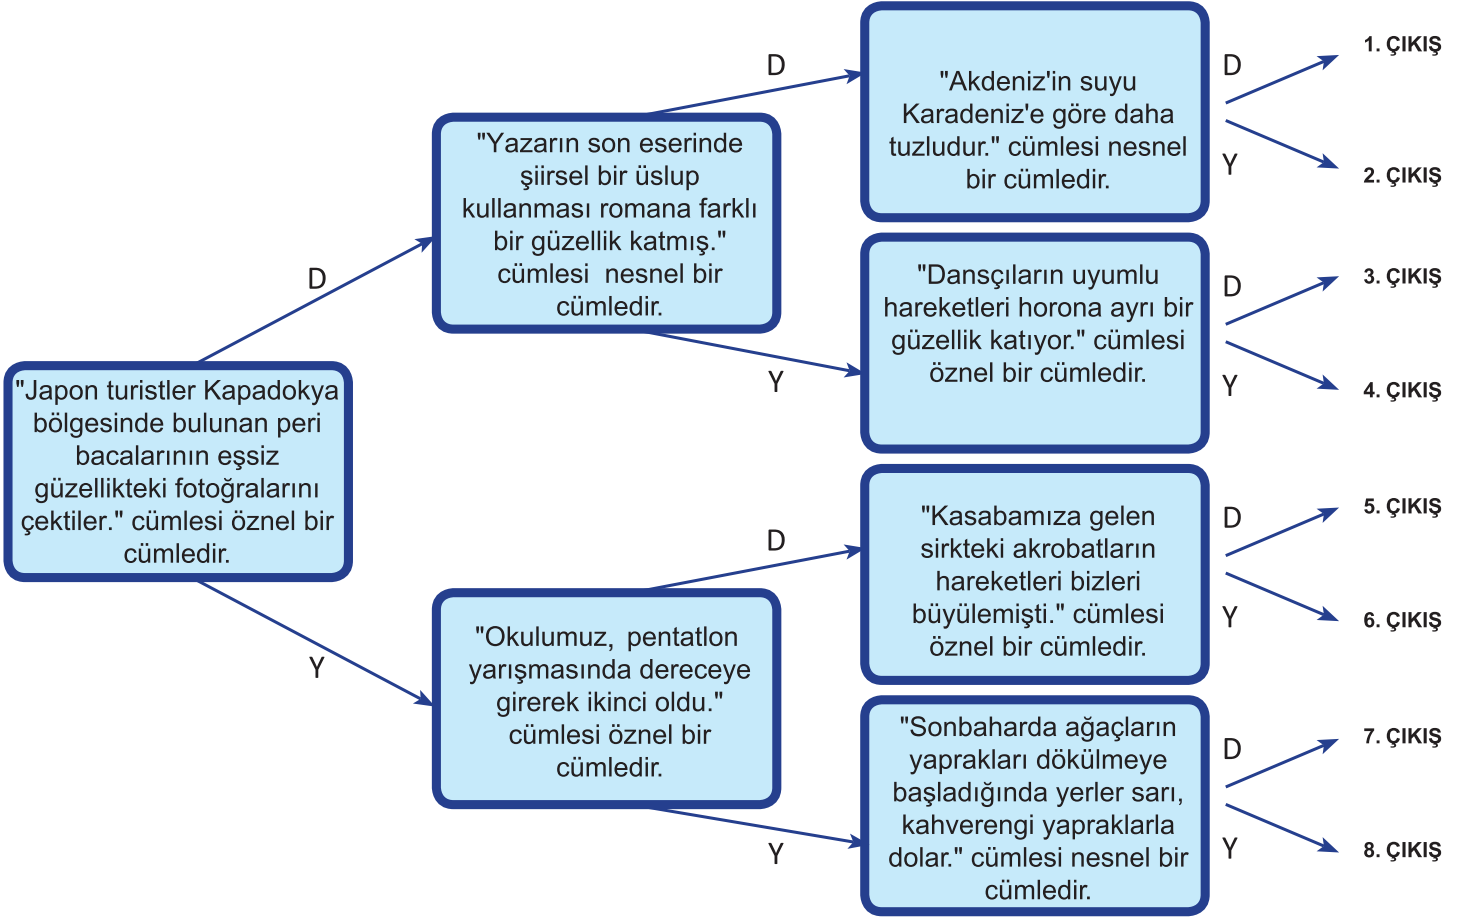 "Japon turistler Kapadokya
bölgesinde bulunan peri
bacalarının eşsiz
güzellikteki fotoğralarını
çektiler." cümlesi öznel bir
cümledir.
D
Y
"Yazarın son eserinde
şiirsel bir üslup
kullanması romana farklı
bir güzellik katmış."
cümlesi nesnel bir
cümledir.
D
Y
"Okulumuz, pentatlon
yarışmasında dereceye
girerek ikinci oldu."
cümlesi öznel bir
cümledir.
D
Y
"Akdeniz'in suyu
Karadeniz'e göre daha
tuzludur." cümlesi nesnel
bir cümledir.
D
1. ÇIKIŞ
Y
2. ÇIKIŞ
"Dansçıların uyumlu
hareketleri horona ayrı bir
güzellik katıyor." cümlesi
öznel bir cümledir.
D
3. ÇIKIŞ
Y
4. ÇIKIŞ
"Kasabamıza gelen
sirkteki akrobatların
hareketleri bizleri
büyülemişti." cümlesi
öznel bir cümledir.
D
5. ÇIKIŞ
Y
6. ÇIKIŞ
"Sonbaharda ağaçların
yaprakları dökülmeye
başladığında yerler sarı,
kahverengi yapraklarla
dolar." cümlesi nesnel bir
cümledir.
D
7. ÇIKIŞ
Y
8. ÇIKIŞ